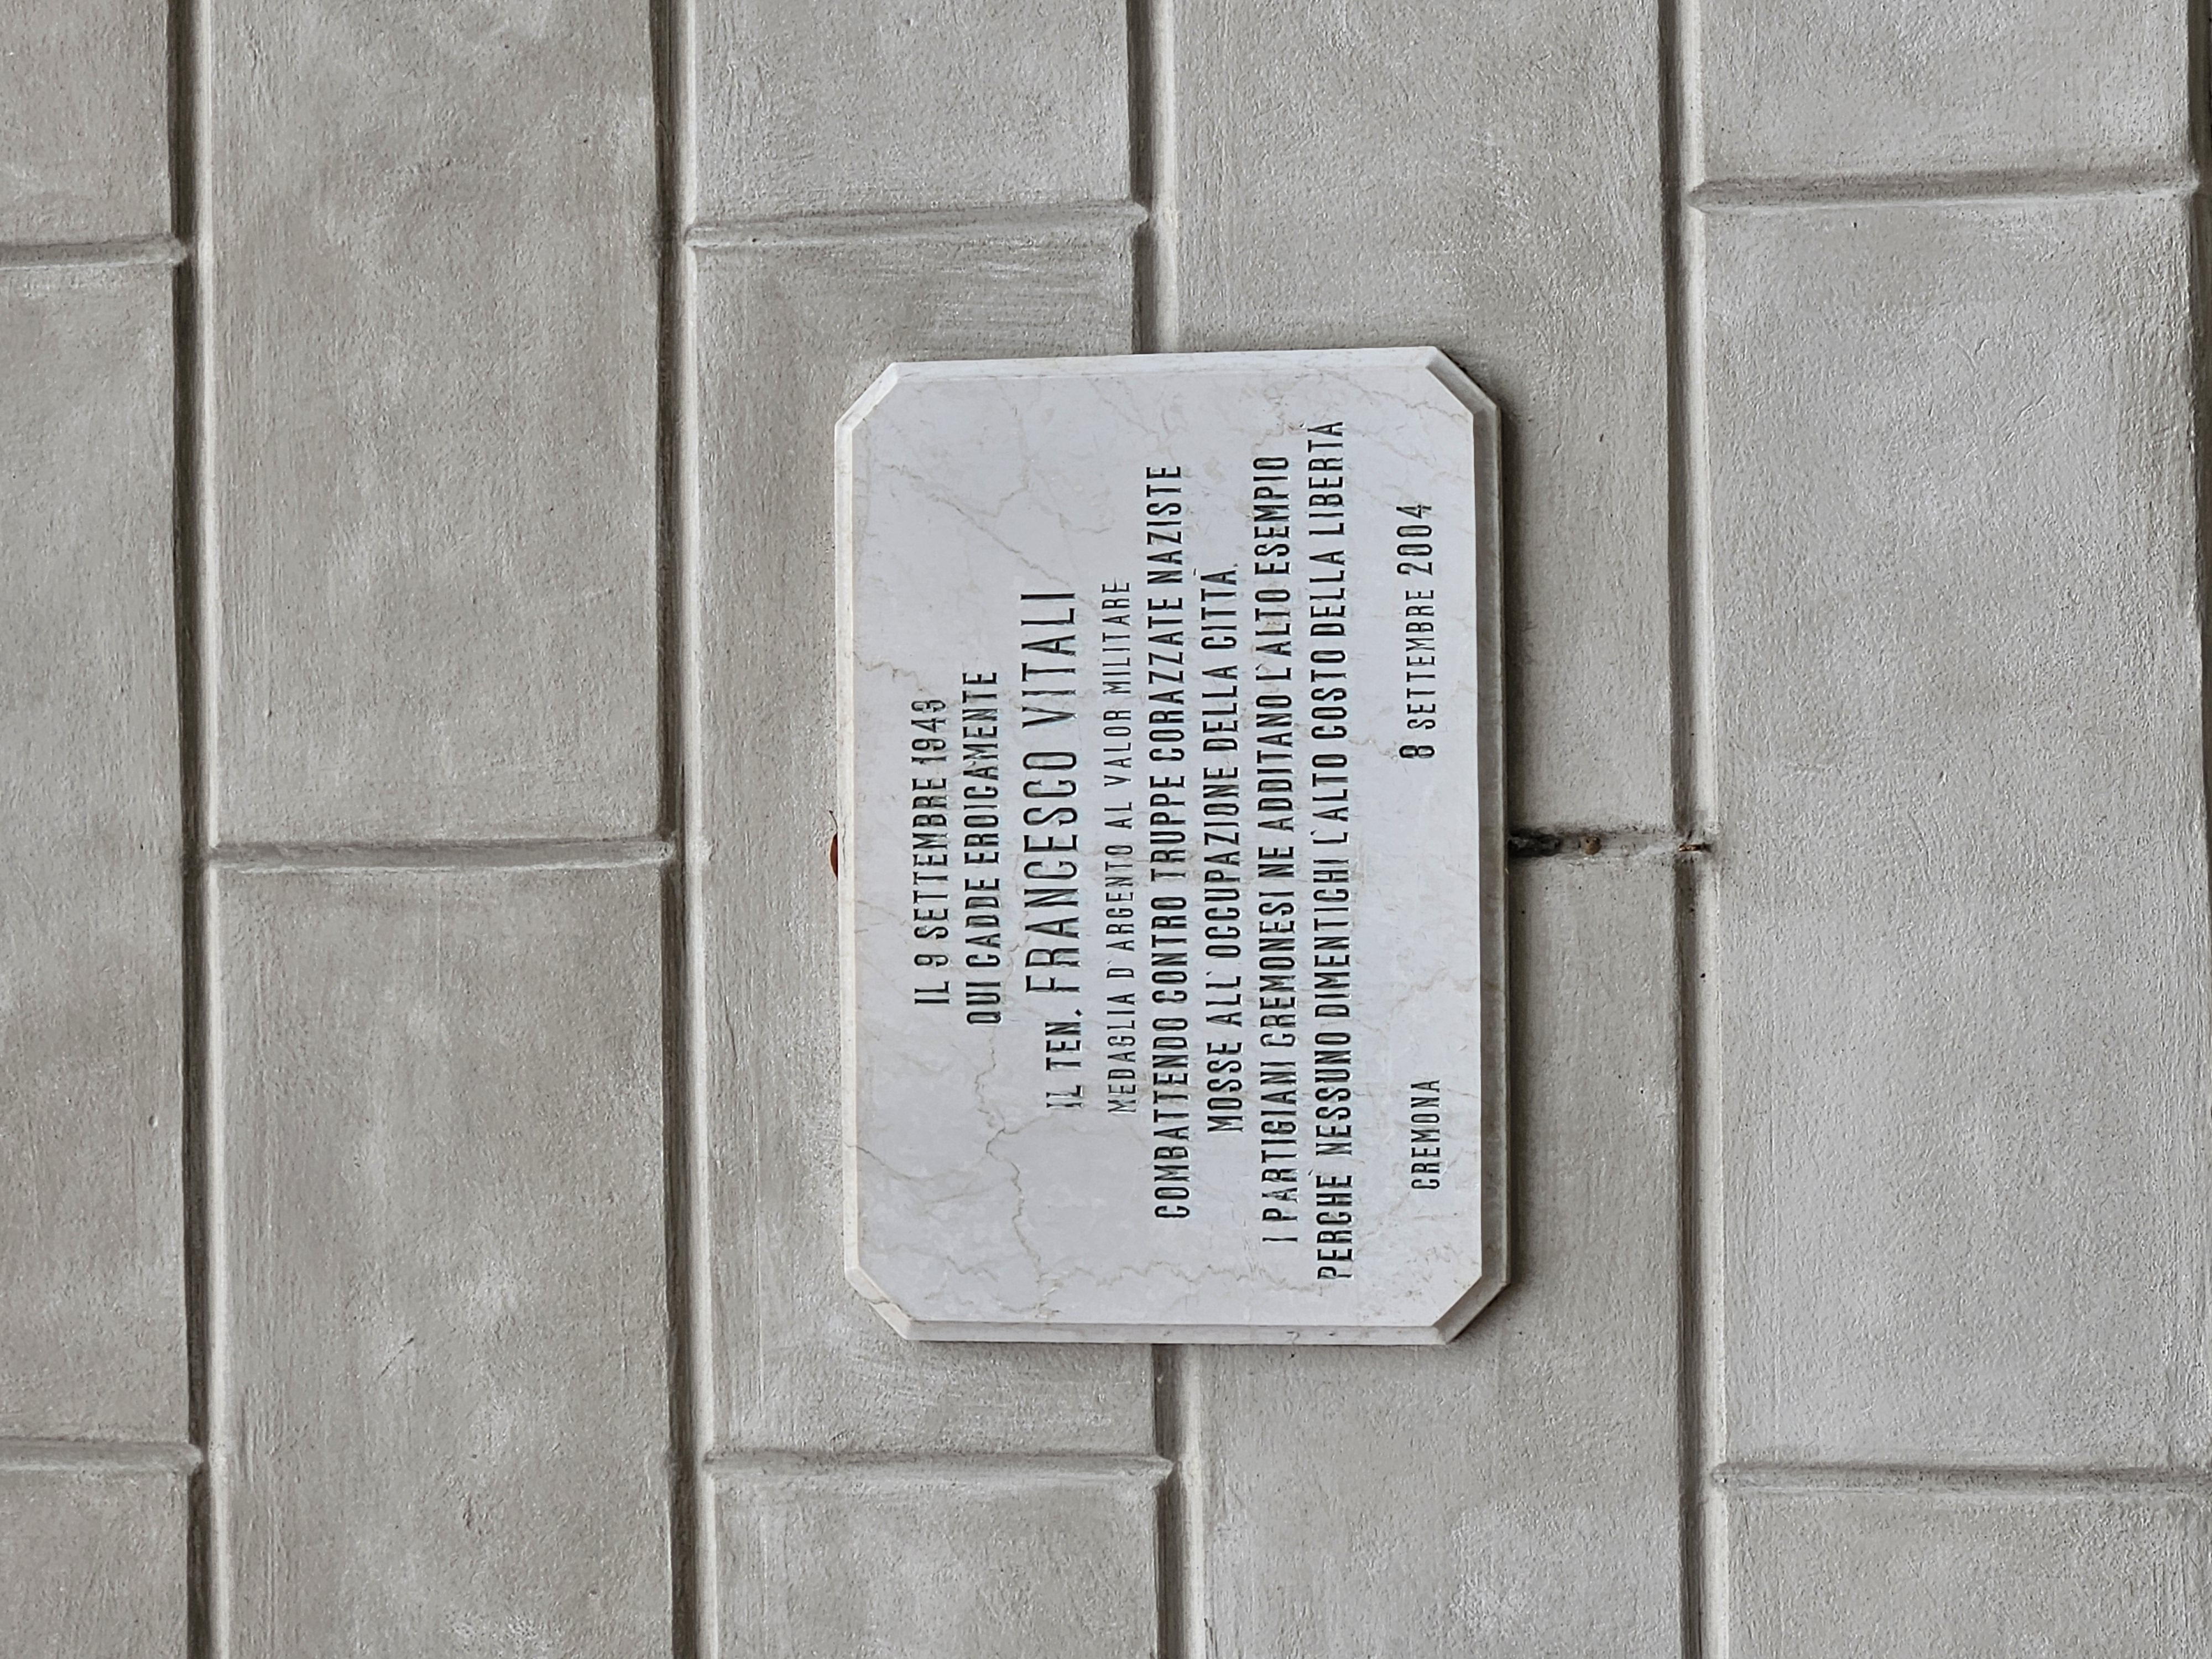 IL 9 SETTEMBRE 1943
QUI CADDE EROICAMENTE
IL TEN. FRANCESCO VITALI
MEDAGLIA D'ARGENTO AL VALOR MILITARE
COMBATTENDO CONTRO TRUPPE CORAZZATE NAZISTE
MOSSE ALL'OCCUPAZIONE DELLA CITTÀ.
I PARTIGIANI CREMONESI NE ADDITANO L'ALTO ESEMPIO
PERCHÈ NESSUNO DIMENTICHI L'ALTO COSTO DELLA LIBERTÀ
CREMONA 8 SETTEMBRE 2004